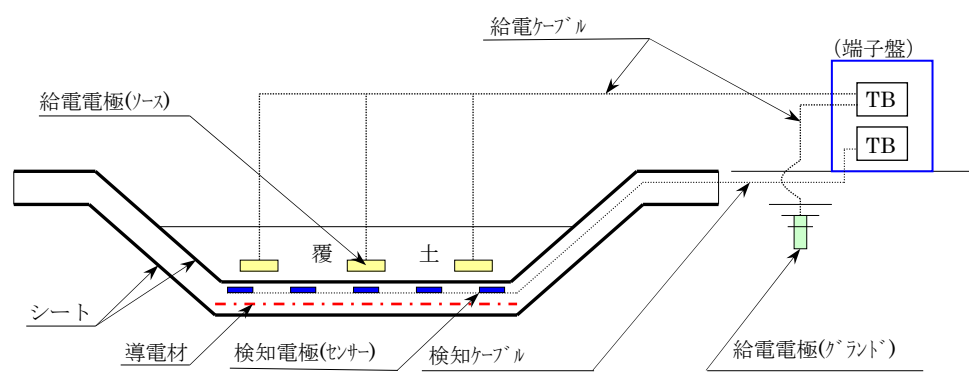 給電ｹｰﾌﾞﾙ
(端子盤)
給電電極(ｿｰｽ)
TB
TB
覆　土
シート
導電材
検知電極(ｾﾝｻｰ)
検知ｹｰﾌﾞﾙ
給電電極(ｸﾞﾗﾝﾄﾞ)